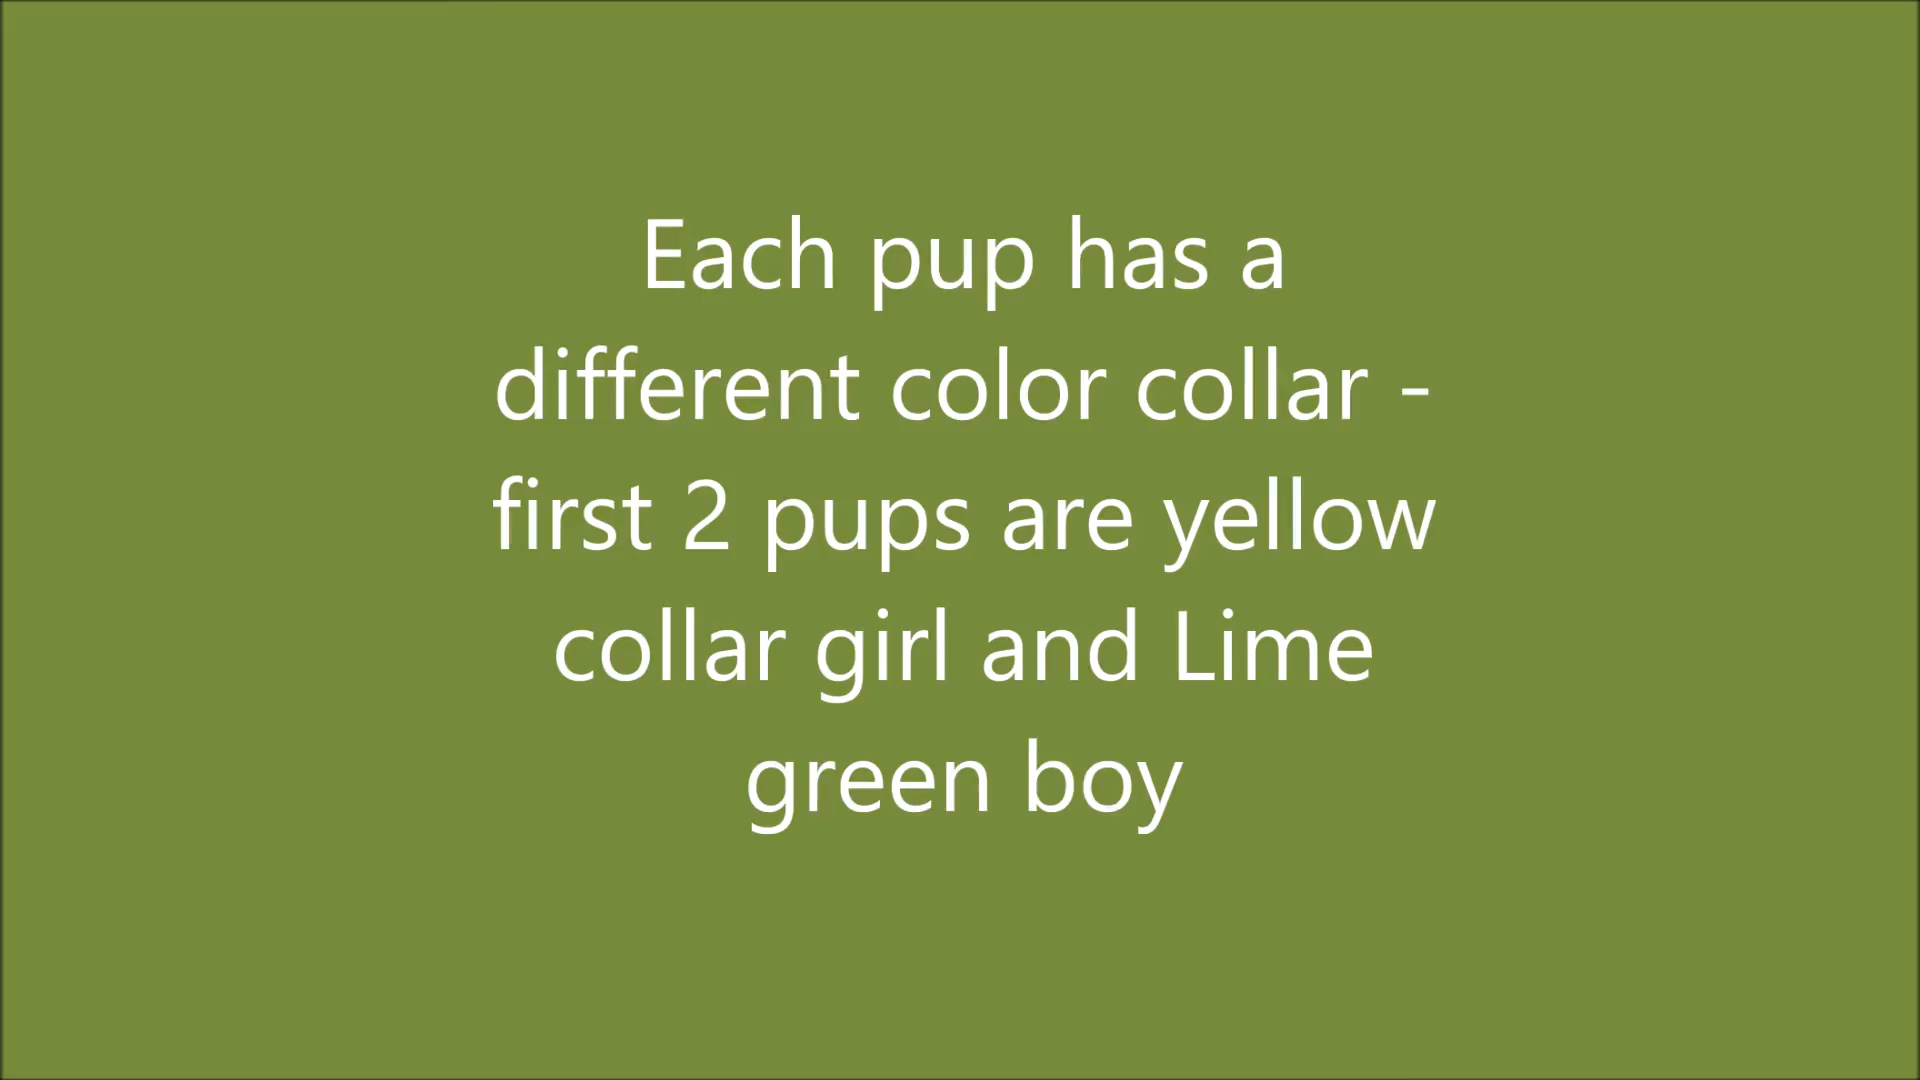 Each pup has a
different color collar -
first 2 pups are yellow
collar girl and Lime
green boy